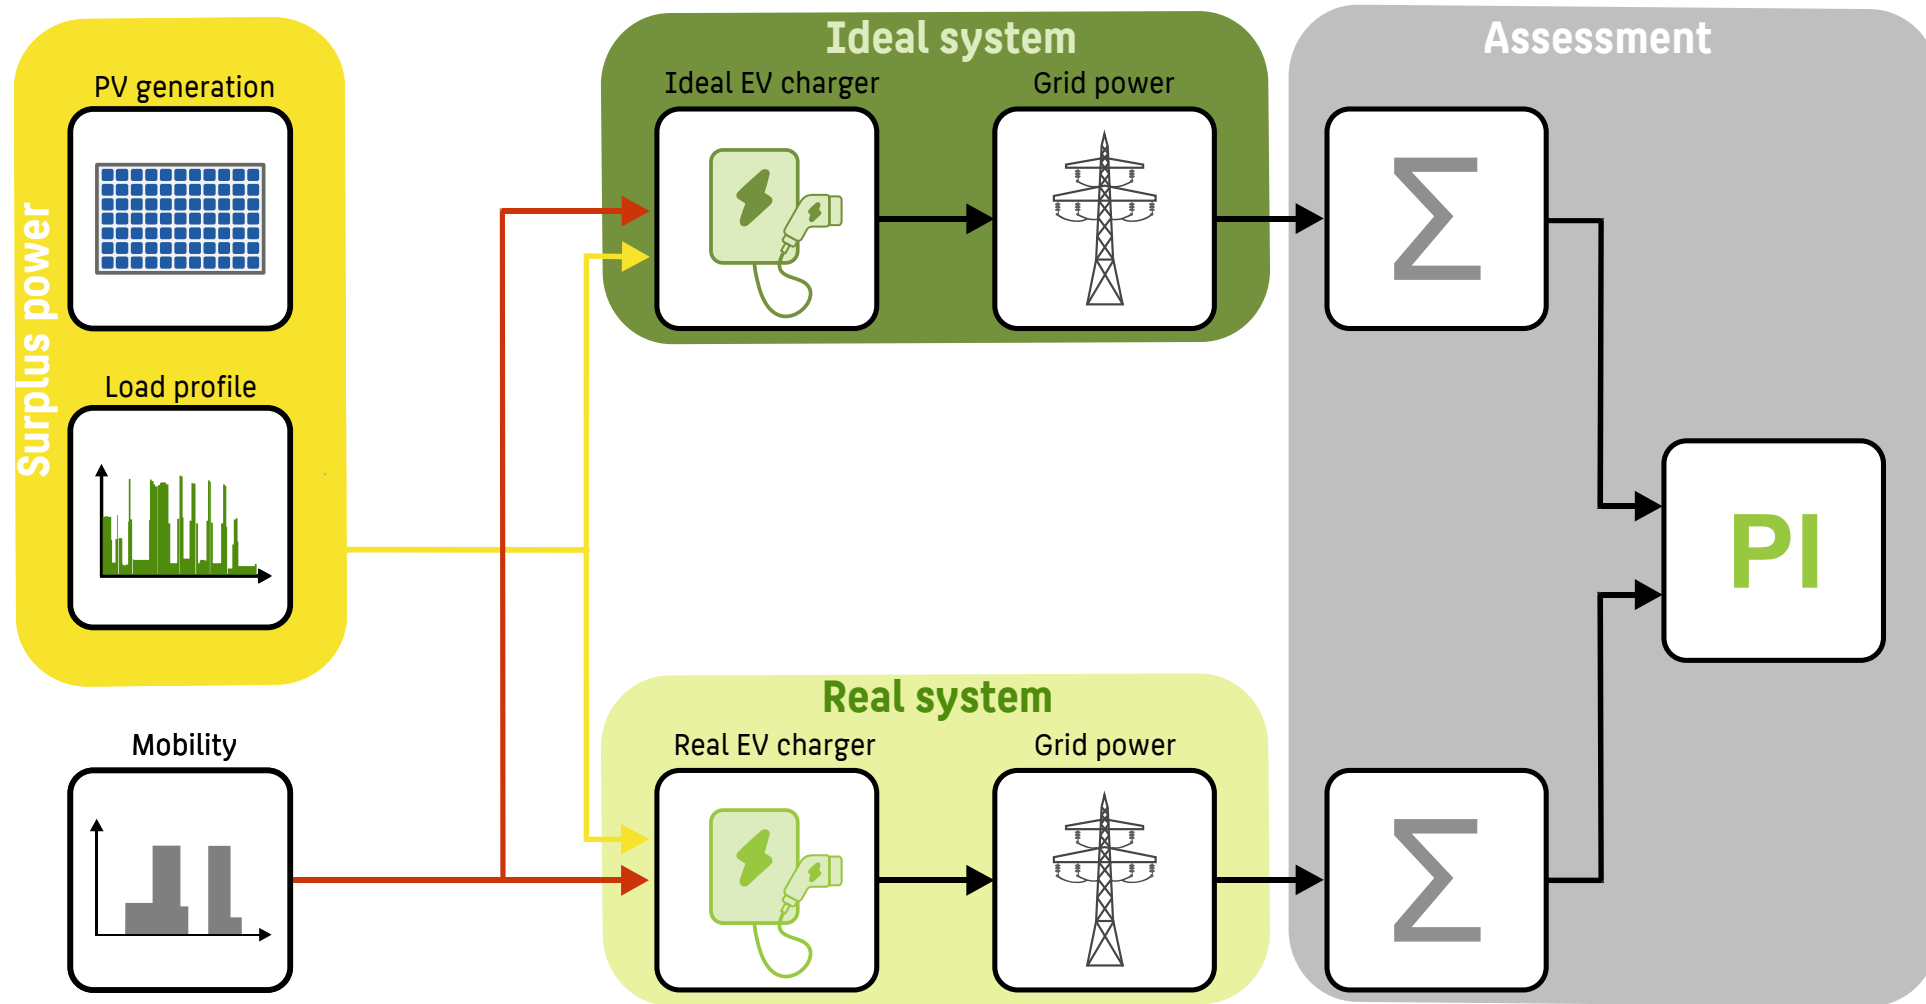 Surplus power
PV generation
Load profile
Mobility
Ideal system
Ideal EV charger
Grid power
Real system
Real EV charger
Grid power
Assessment
Σ
Σ
PI